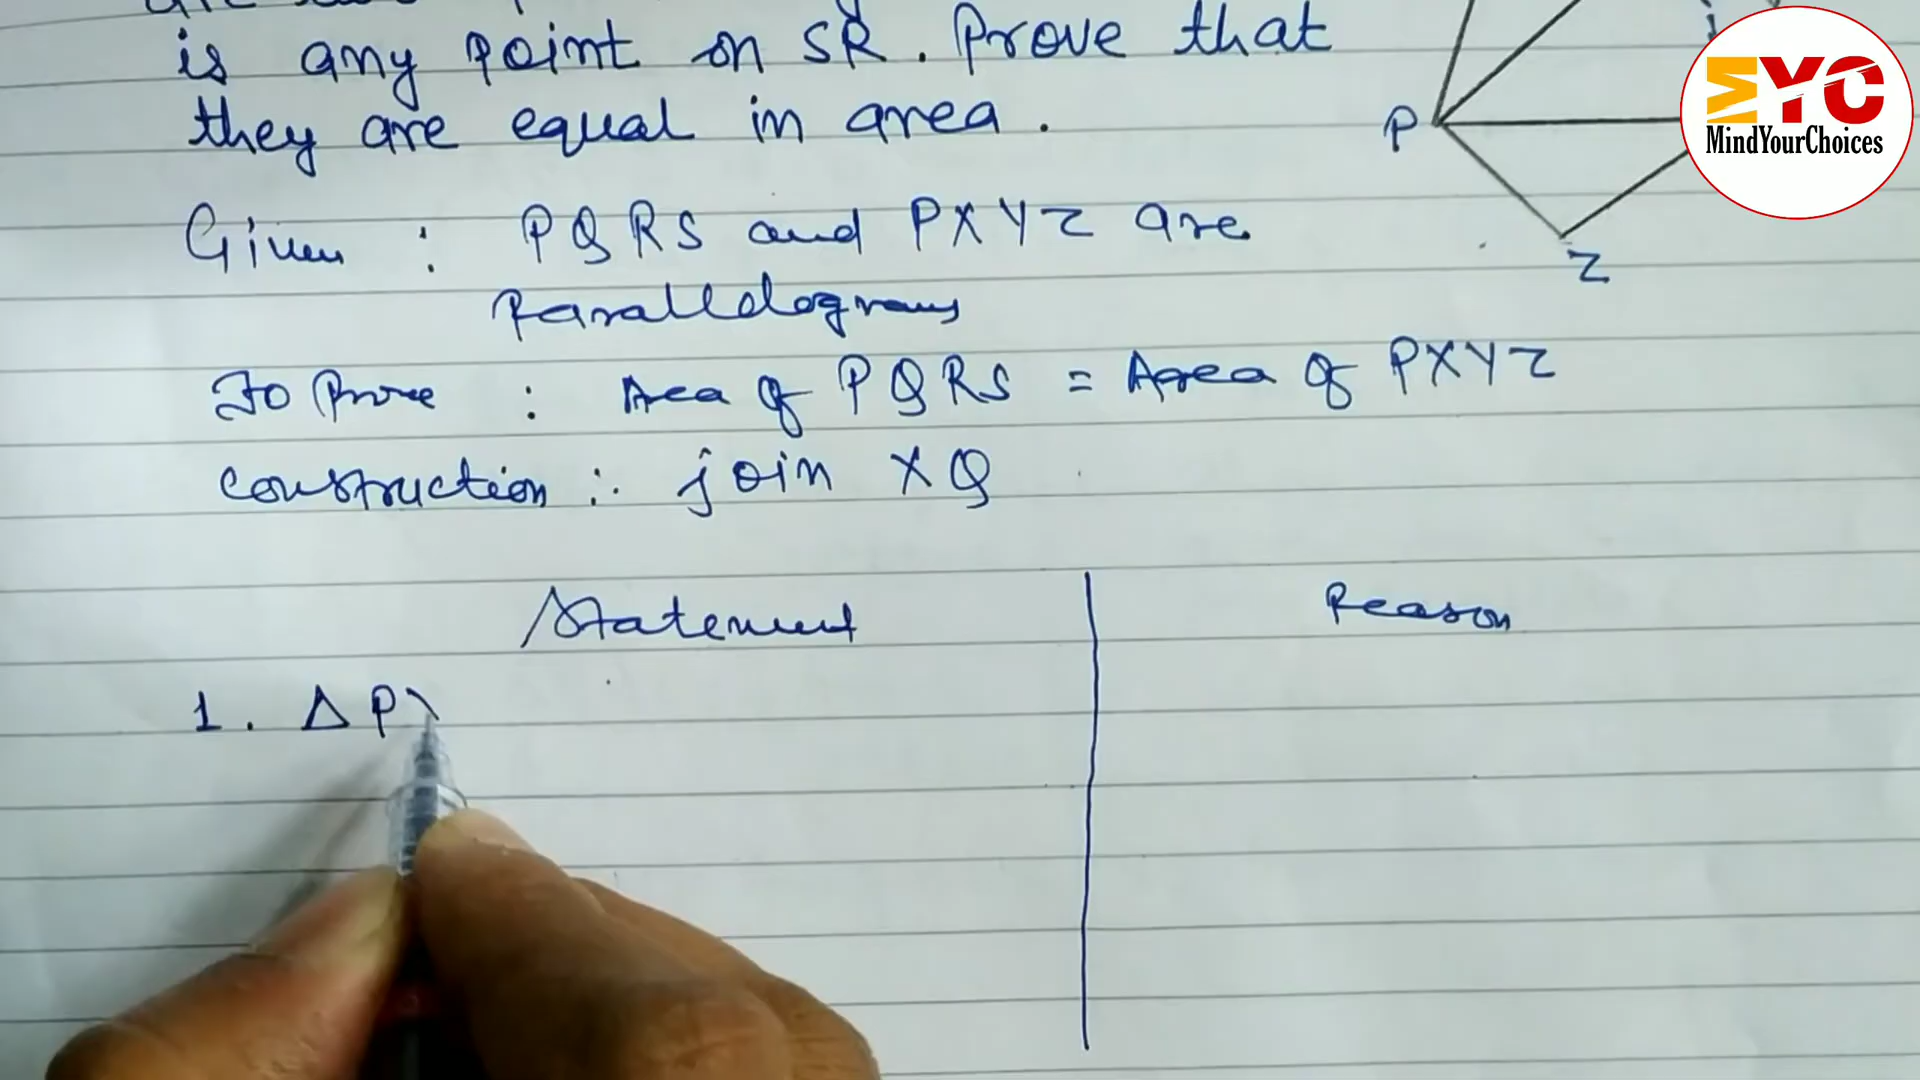 is any point on SR. Prove that
they are equal in area.
P
MYC
MindYourChoices
Given : PQRS and PXYZ are
Z
Parallelograms
To Prove : Area of PQRS = Area of PXYZ
construction : join XQ
Statement Reason
1. Δ P